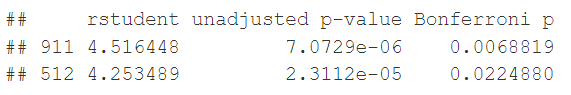 ##     rstudent unadjusted p-value Bonferroni p
## 911 4.516448         7.0729e-06    0.0068819
## 512 4.253489         2.3112e-05    0.0224880